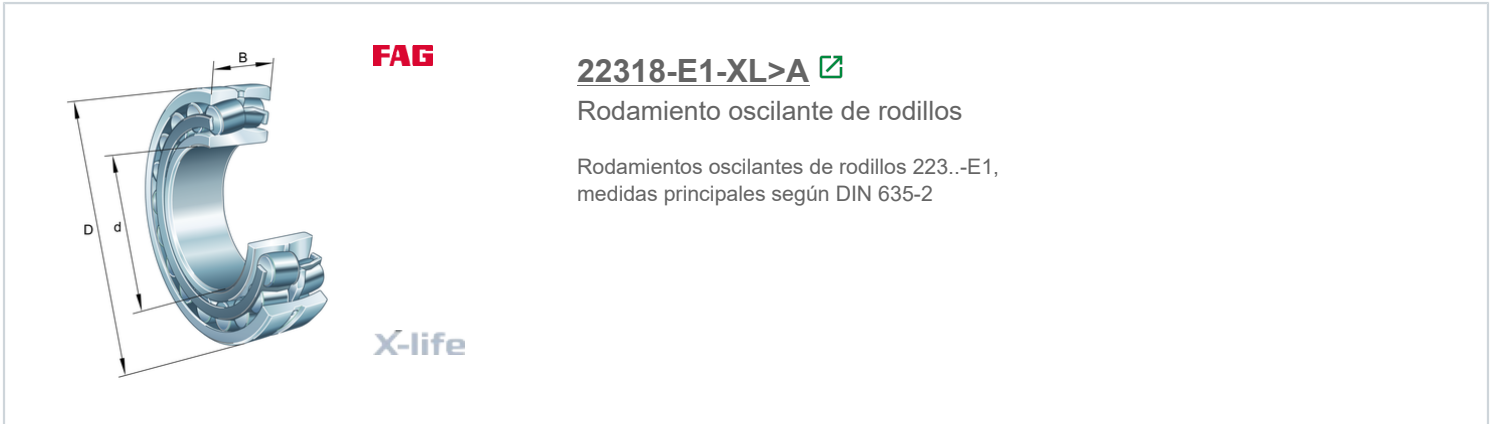 FAG
B
D
d
X-life
22318-E1-XL>A
Rodamiento oscilante de rodillos
Rodamientos oscilantes de rodillos 223..-E1,
medidas principales según DIN 635-2